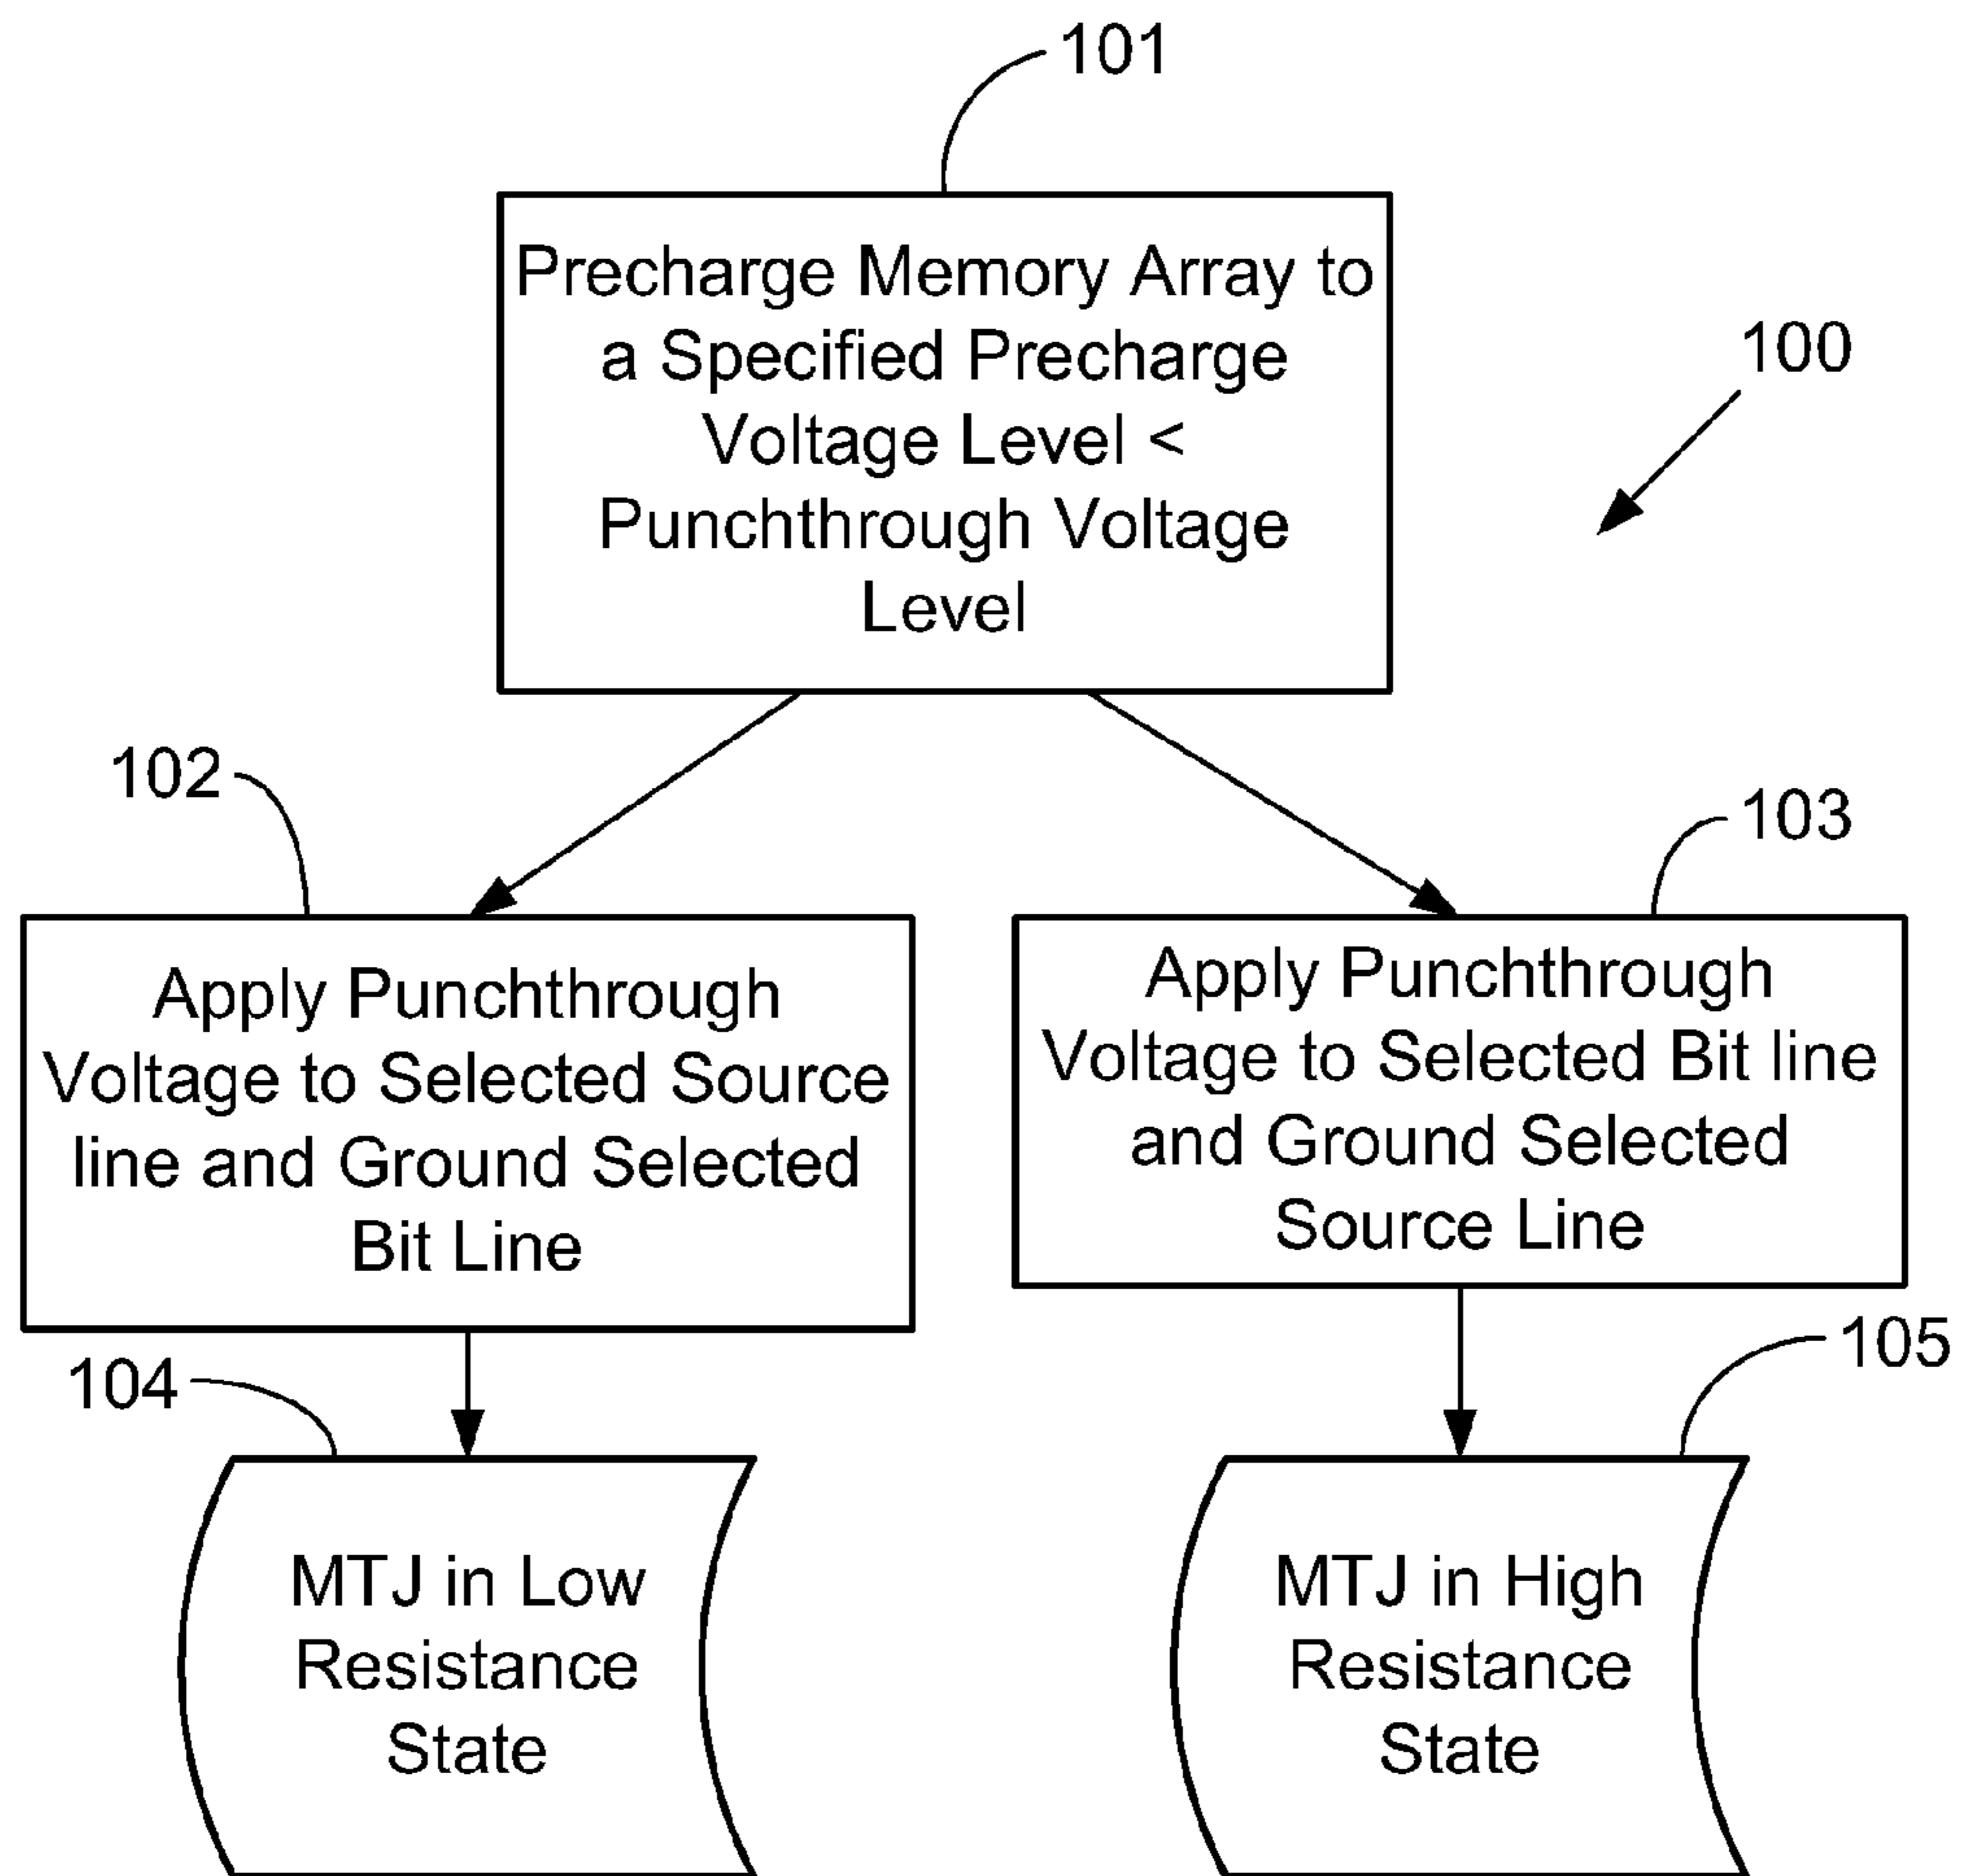 101
Precharge Memory Array to
a Specified Precharge
Voltage Level <
Punchthrough Voltage
Level
100
102
Apply Punchthrough
Voltage to Selected Source
line and Ground Selected
Bit Line
103
Apply Punchthrough
Voltage to Selected Bit line
and Ground Selected
Source Line
104
MTJ in Low
Resistance
State
105
MTJ in High
Resistance
State